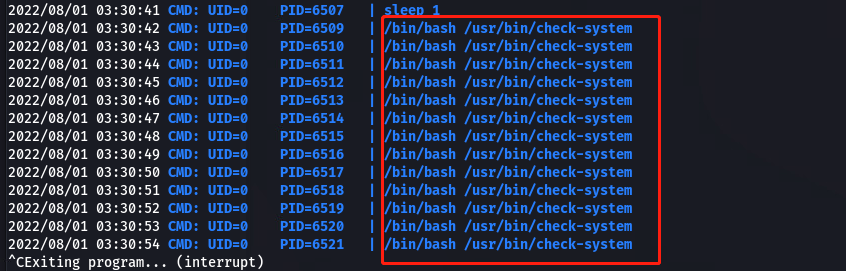 2022/08/01 03:30:41 CMD: UID=0 PID=6507 | sleep 1
2022/08/01 03:30:42 CMD: UID=0 PID=6509 | /bin/bash /usr/bin/check-system
2022/08/01 03:30:43 CMD: UID=0 PID=6510 | /bin/bash /usr/bin/check-system
2022/08/01 03:30:44 CMD: UID=0 PID=6511 | /bin/bash /usr/bin/check-system
2022/08/01 03:30:45 CMD: UID=0 PID=6512 | /bin/bash /usr/bin/check-system
2022/08/01 03:30:46 CMD: UID=0 PID=6513 | /bin/bash /usr/bin/check-system
2022/08/01 03:30:47 CMD: UID=0 PID=6514 | /bin/bash /usr/bin/check-system
2022/08/01 03:30:48 CMD: UID=0 PID=6515 | /bin/bash /usr/bin/check-system
2022/08/01 03:30:49 CMD: UID=0 PID=6516 | /bin/bash /usr/bin/check-system
2022/08/01 03:30:50 CMD: UID=0 PID=6517 | /bin/bash /usr/bin/check-system
2022/08/01 03:30:51 CMD: UID=0 PID=6518 | /bin/bash /usr/bin/check-system
2022/08/01 03:30:52 CMD: UID=0 PID=6519 | /bin/bash /usr/bin/check-system
2022/08/01 03:30:53 CMD: UID=0 PID=6520 | /bin/bash /usr/bin/check-system
2022/08/01 03:30:54 CMD: UID=0 PID=6521 | /bin/bash /usr/bin/check-system
^CExiting program... (interrupt)